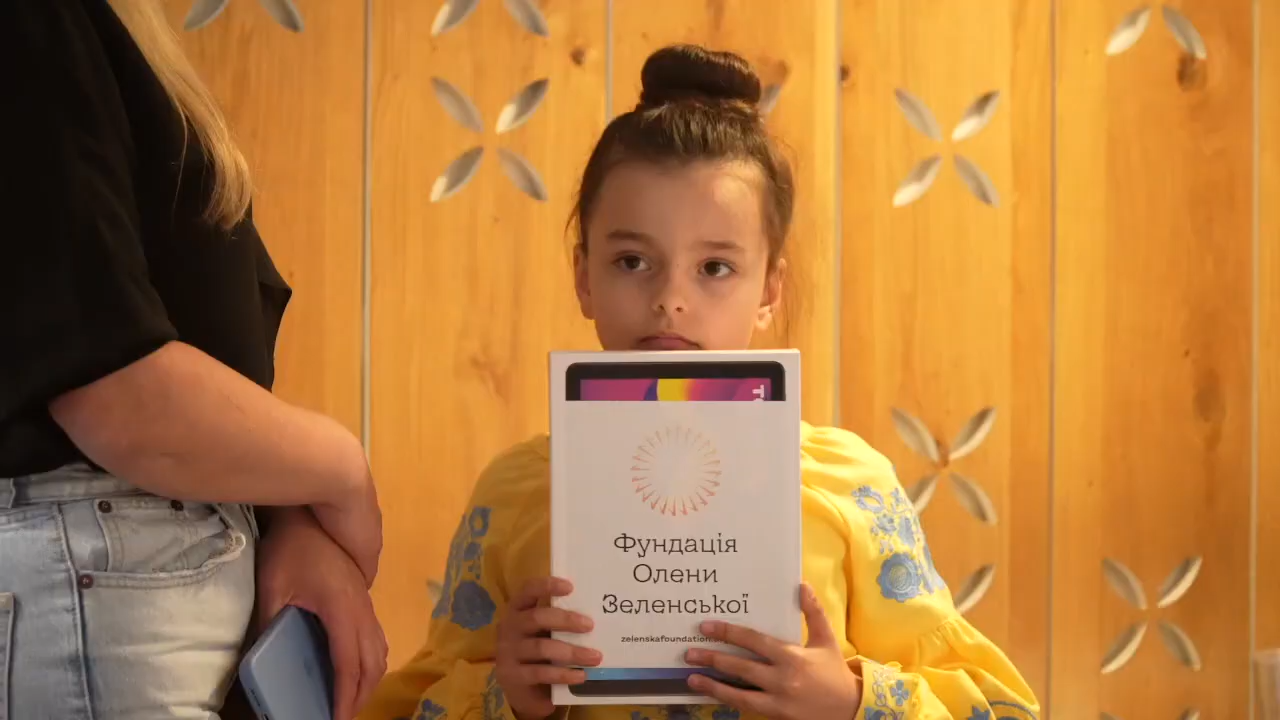 Фундація
Олени
Зеленської
zelenskafoundation